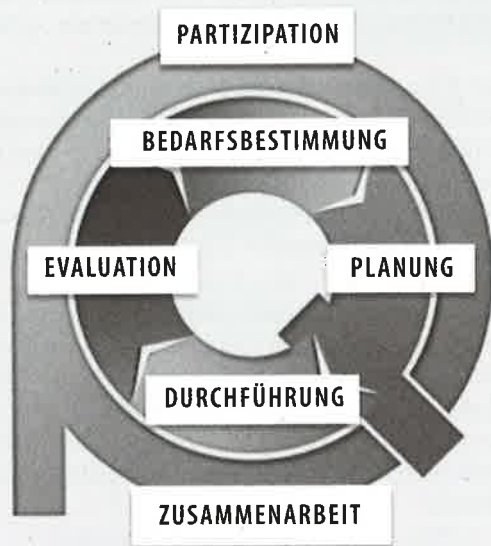 PARTIZIPATION
BEDARFSBESTIMMUNG
EVALUATION
PLANUNG
DURCHFÜHRUNG
ZUSAMMENARBEIT